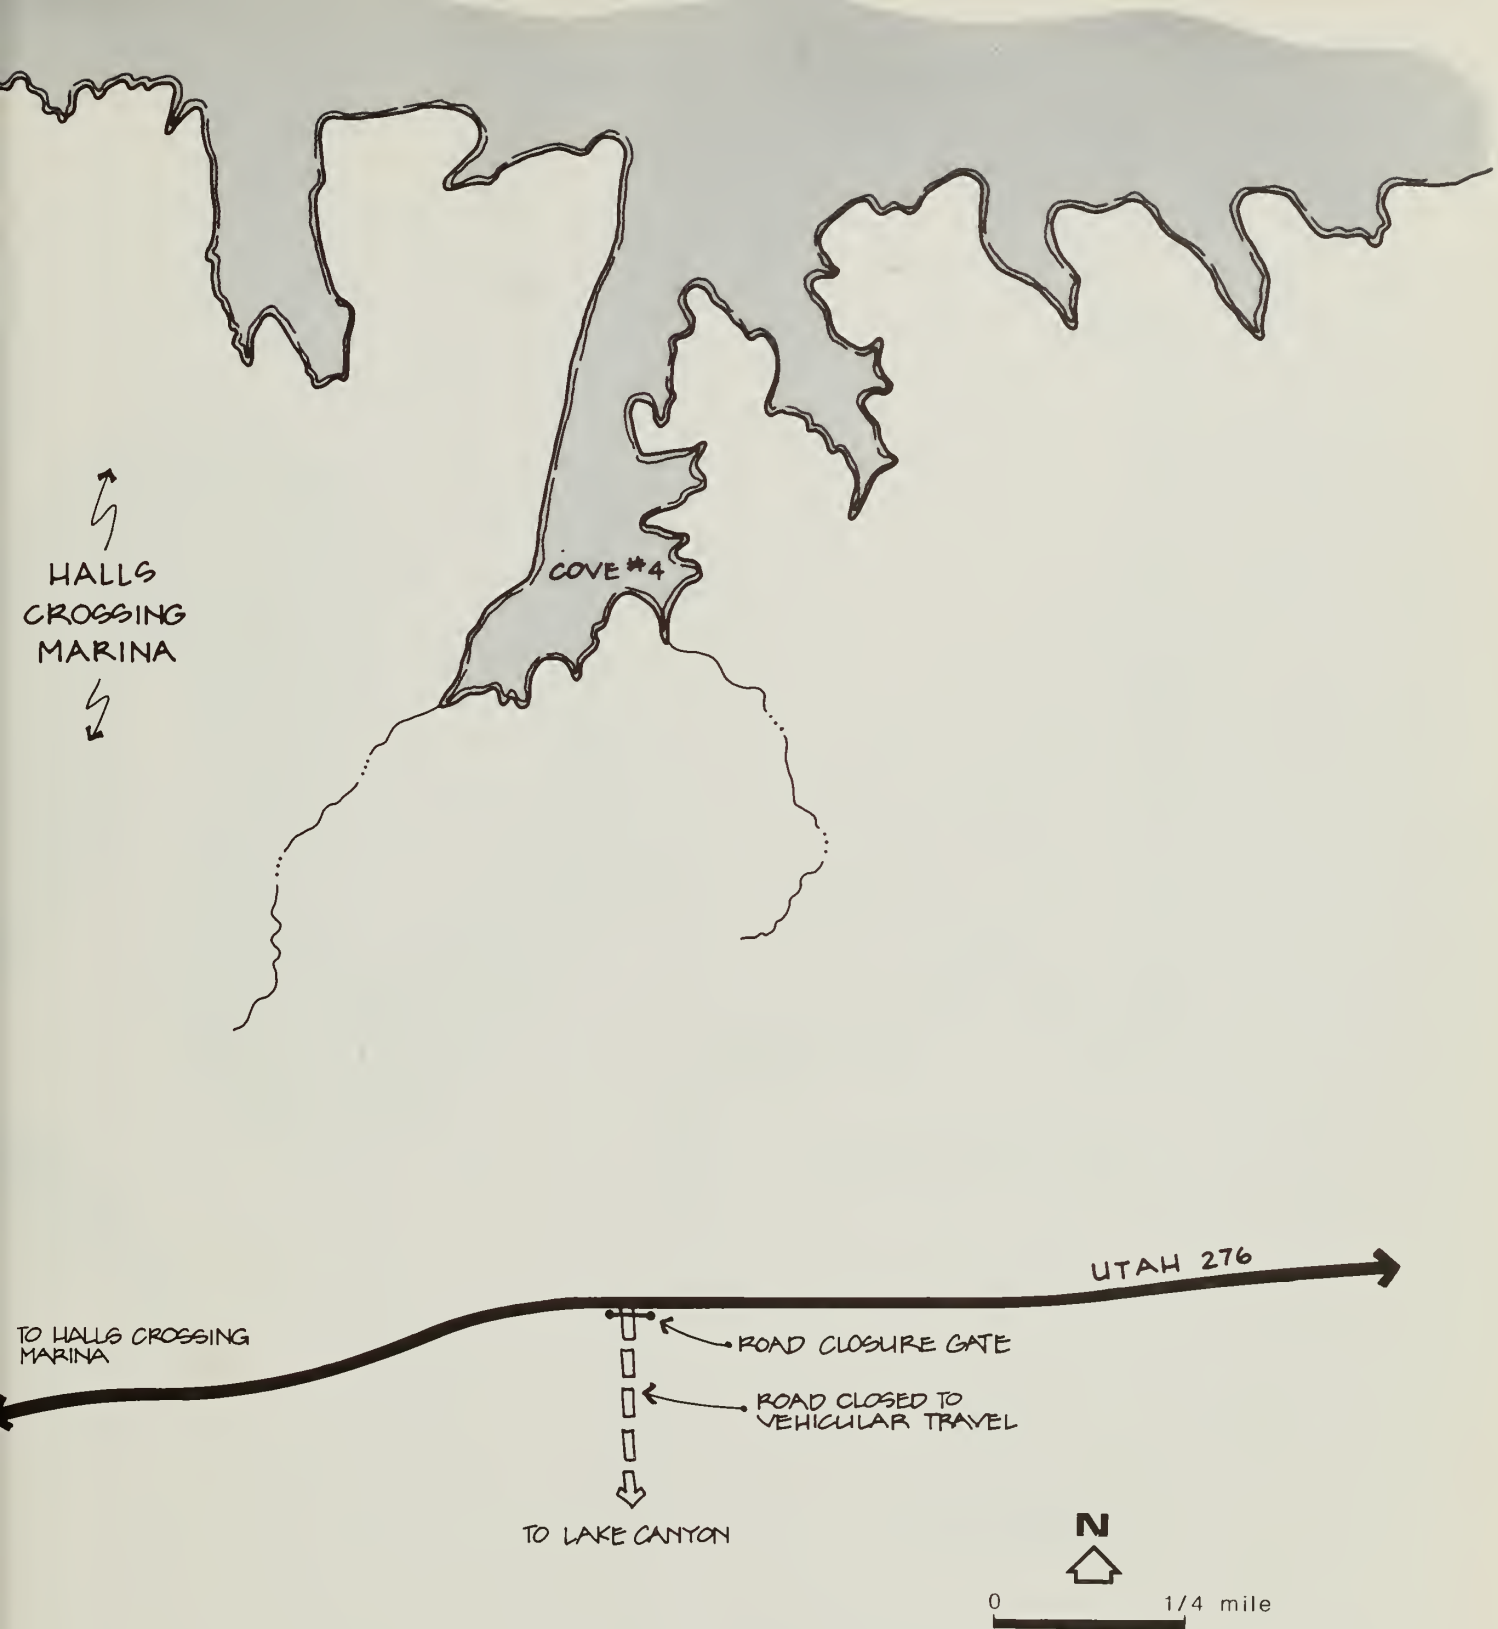 COVE #4
HALLS
CROSSING
MARINA
UTAH 276
TO HALLS CROSSING
MARINA
ROAD CLOSURE GATE
ROAD CLOSED TO
VEHICULAR TRAVEL
TO LAKE CANYON
N
0 1/4 mile